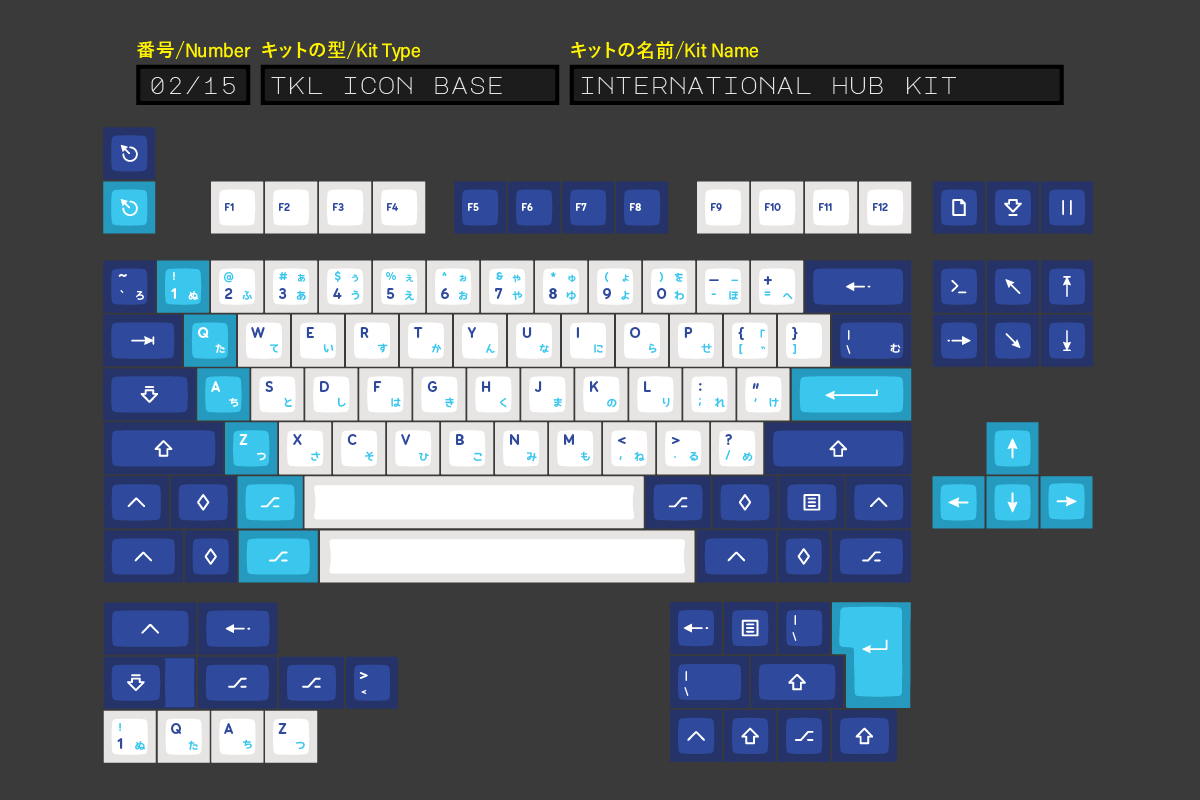 番号/Number キットの型/Kit Type キットの名前/Kit Name
02/15 TKL ICON BASE INTERNATIONAL HUB KIT
F1 F2 F3 F4 F5 F6 F7 F8 F9 F10 F11 F12
~ ! @ # ぁ $ ぅ % ぇ ^ ぉ & ゃ * ゅ ( ょ ) を — – +
` ろ 1 ぬ 2 ふ 3 あ 4 う 5 え 6 お 7 や 8 ゆ 9 よ 0 わ - ほ = へ
Q W E R T Y U I O P { 「 } |
た て い す か ん な に ら せ [ ゛ ] \ む
A S D F G H J K L : "
ち と し は き く ま の り ; れ ' け
Z X C V B N M < > ?
つ さ そ ひ こ み も , ね . る / め
|
\
>
<
|
\
! Q A Z
1 ぬ た ち つ